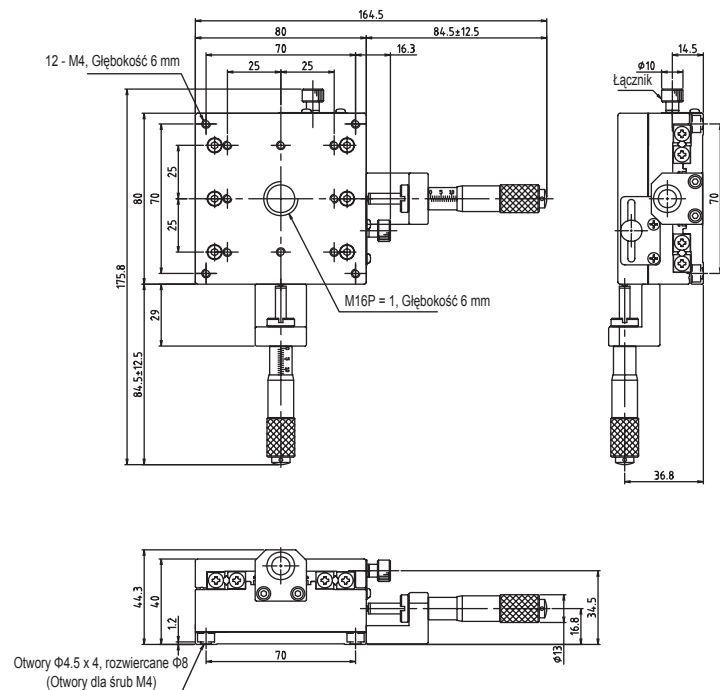 164.5
80
84.5±12.5
70
16.3
12 - M4, Głębokość 6 mm
25
25
14.5
Φ10
Łącznik
80
70
25
25
0 5 10
70
175.8
M16P = 1, Głębokość 6 mm
29
84.5±12.5
36.8
44.3
40
1.2
34.5
16.8
Φ13
70
Otwory Φ4.5 x 4, rozwiercane Φ8
(Otwory dla śrub M4)